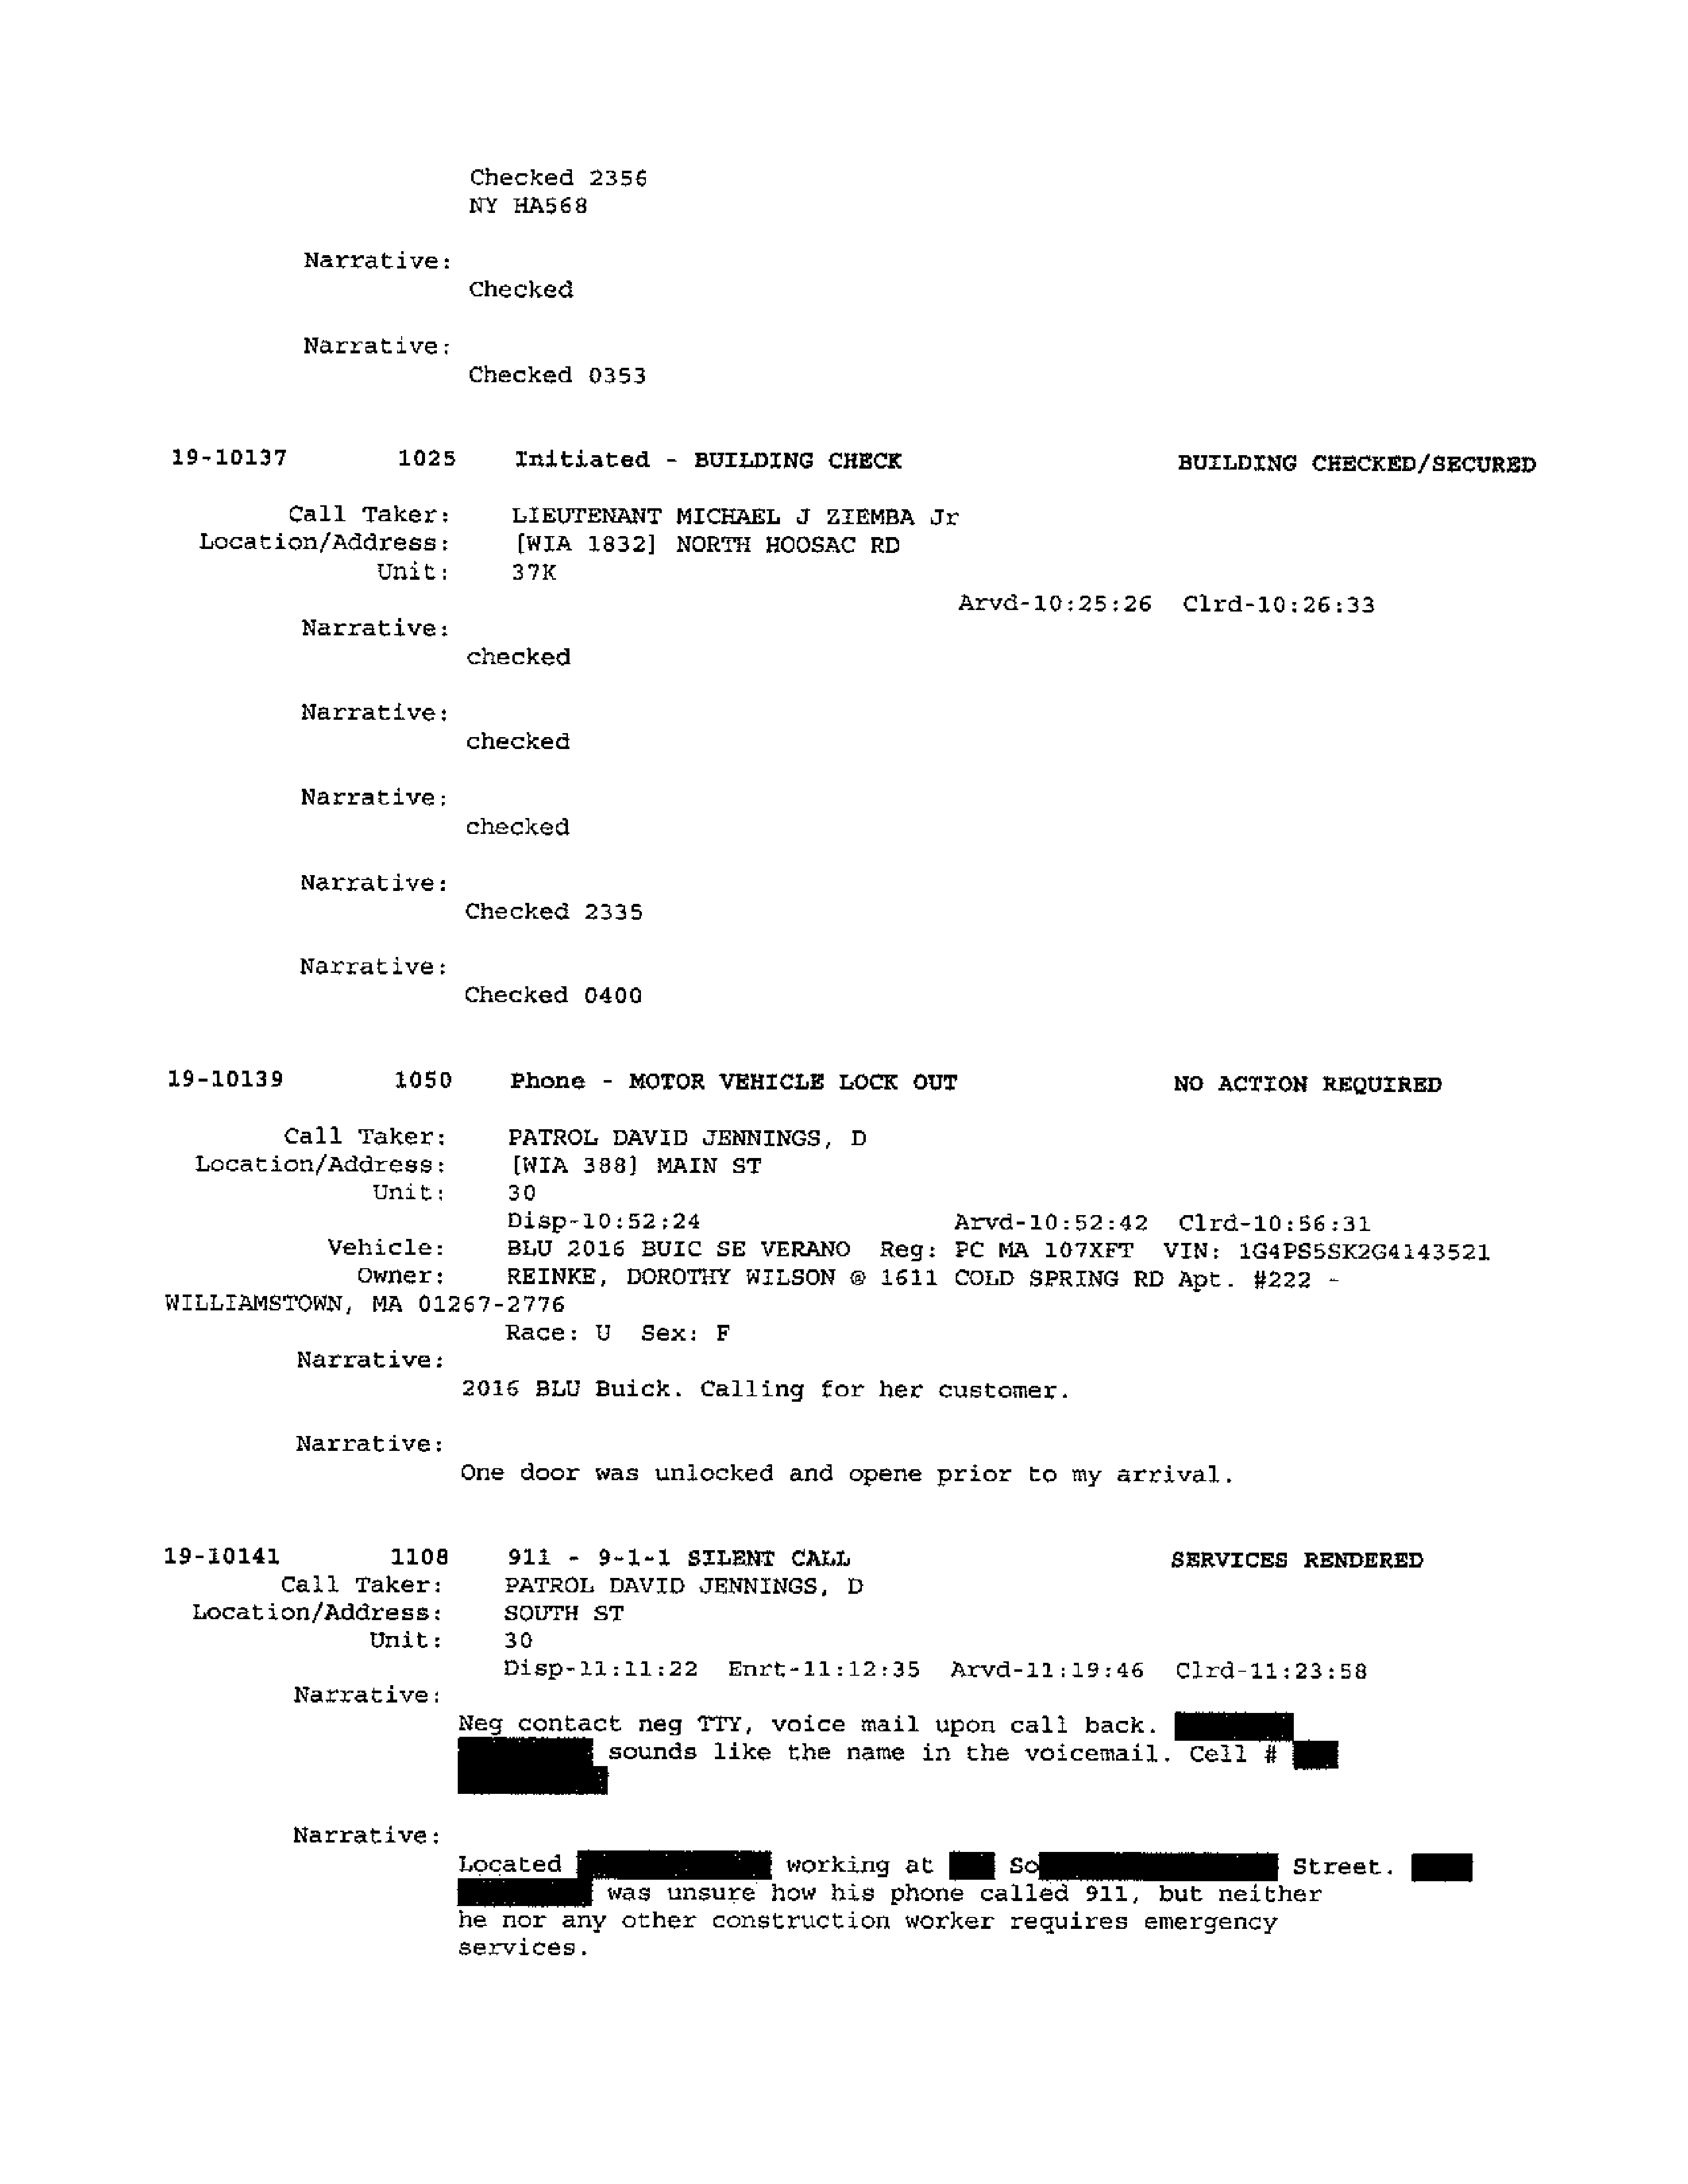 Checked 2356
NY HA568
Narrative:
Checked
Narrative:
Checked 0353
19-10137 1025 Initiated - BUILDING CHECK BUILDING CHECKED/SECURED
Call Taker: LIEUTENANT MICHAEL J ZIEMBA Jr
Location/Address: [WIA 1832] NORTH HOOSAC RD
Unit: 37K
Arvd-10:25:26 Clrd-10:26:33
Narrative:
checked
Narrative:
checked
Narrative:
checked
Narrative:
Checked 2335
Narrative:
Checked 0400
19-10139 1050 Phone - MOTOR VEHICLE LOCK OUT NO ACTION REQUIRED
Call Taker: PATROL DAVID JENNINGS, D
Location/Address: [WIA 388] MAIN ST
Unit: 30
Disp-10:52:24 Arvd-10:52:42 Clrd-10:56:31
Vehicle: BLU 2016 BUIC SE VERANO Reg: PC MA 107XFT VIN: 1G4PS5SK2G4143521
Owner: REINKE, DOROTHY WILSON @ 1611 COLD SPRING RD Apt. #222 -
WILLIAMSTOWN, MA 01267-2776
Race: U Sex: F
Narrative:
2016 BLU Buick. Calling for her customer.
Narrative:
One door was unlocked and opene prior to my arrival.
19-10141 1108 911 - 9-1-1 SILENT CALL SERVICES RENDERED
Call Taker: PATROL DAVID JENNINGS, D
Location/Address: SOUTH ST
Unit: 30
Disp-11:11:22 Enrt-11:12:35 Arvd-11:19:46 Clrd-11:23:58
Narrative:
Neg contact neg TTY, voice mail upon call back.
sounds like the name in the voicemail. Cell #
Narrative:
Located working at So Street.
was unsure how his phone called 911, but neither
he nor any other construction worker requires emergency
services.